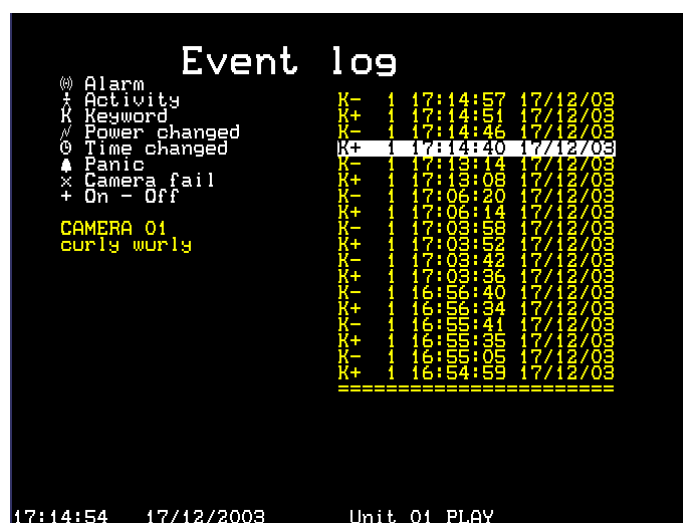 Event log
Alarm
Activity
K Keyword
Power changed
Time changed
Panic
× Camera fail
+ On - Off
CAMERA 01
curly wurly
K- 1 17:14:57 17/12/03
K+ 1 17:14:51 17/12/03
K- 1 17:14:46 17/12/03
K+ 1 17:14:40 17/12/03
K- 1 17:13:14 17/12/03
K+ 1 17:13:08 17/12/03
K- 1 17:06:20 17/12/03
K+ 1 17:06:14 17/12/03
K- 1 17:03:58 17/12/03
K+ 1 17:03:52 17/12/03
K- 1 17:03:42 17/12/03
K+ 1 17:03:36 17/12/03
K- 1 16:56:40 17/12/03
K+ 1 16:56:34 17/12/03
K- 1 16:55:41 17/12/03
K+ 1 16:55:35 17/12/03
K- 1 16:55:05 17/12/03
K+ 1 16:54:59 17/12/03
=======================
17:14:54 17/12/2003 Unit 01 PLAY